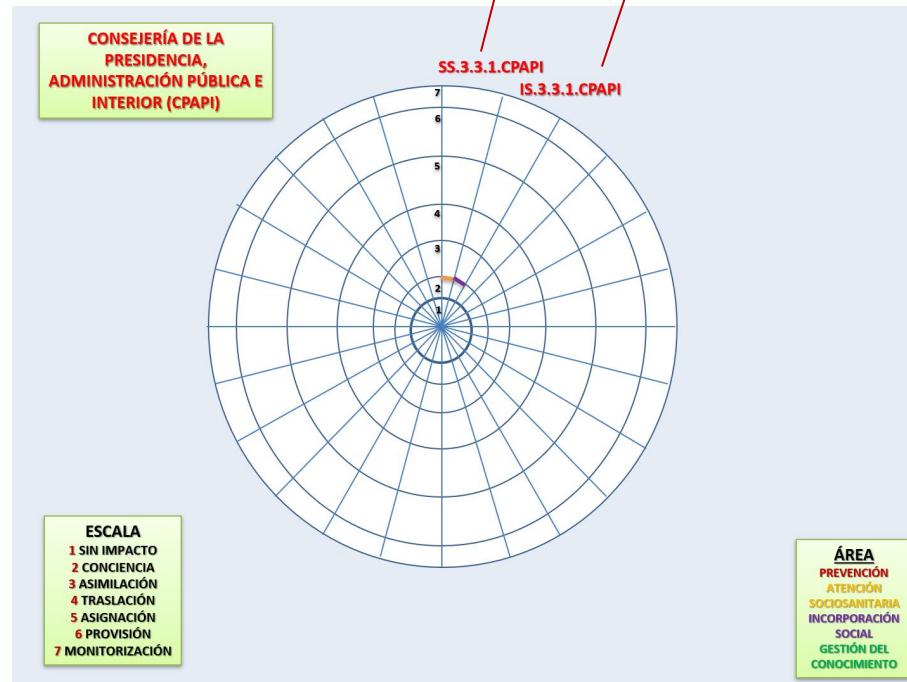 CONSEJERÍA DE LA
PRESIDENCIA,
ADMINISTRACIÓN PÚBLICA E
INTERIOR (CPAPI)
SS.3.3.1.CPAPI
IS.3.3.1.CPAPI
7
6
5
4
3
2
1
ESCALA
1 SIN IMPACTO
2 CONCIENCIA
3 ASIMILACIÓN
4 TRASLACIÓN
5 ASIGNACIÓN
6 PROVISIÓN
7 MONITORIZACIÓN
ÁREA
PREVENCIÓN
ATENCIÓN
SOCIOSANITARIA
INCORPORACIÓN
SOCIAL
GESTIÓN DEL
CONOCIMIENTO